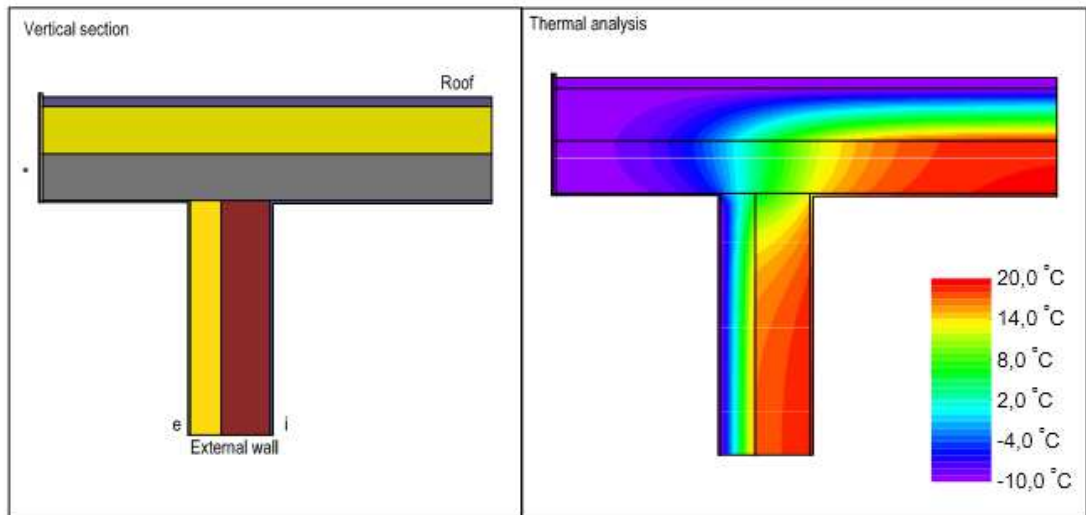 Vertical section
Roof
e
i
External wall
Thermal analysis
20,0 °C
14,0 °C
8,0 °C
2,0 °C
-4,0 °C
-10,0 °C